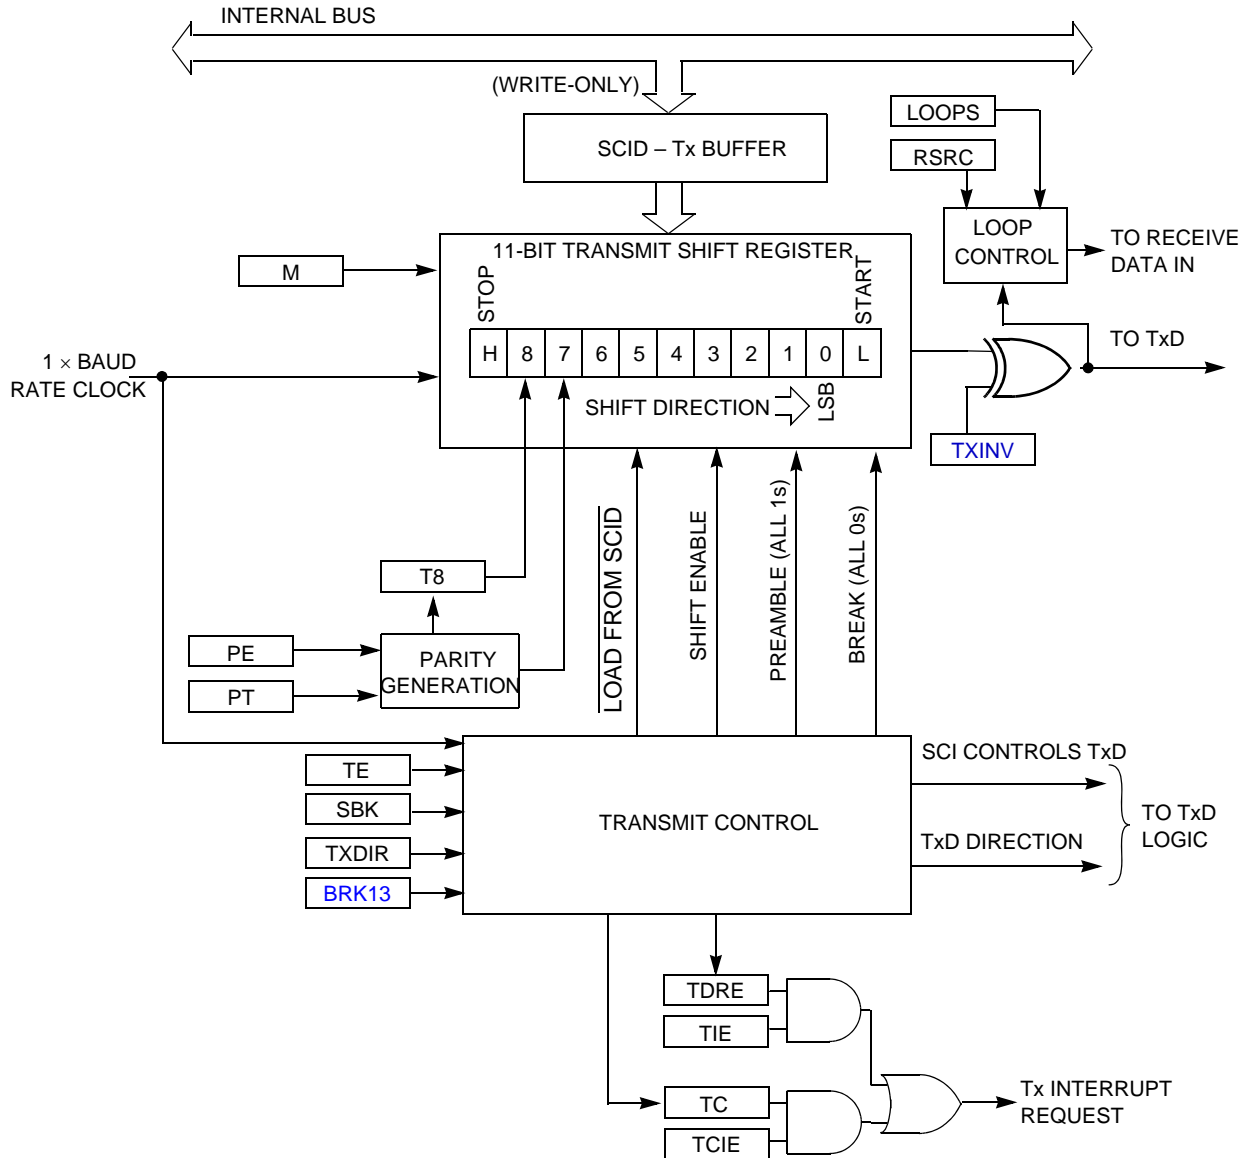 INTERNAL BUS
(WRITE-ONLY)
SCID – Tx BUFFER
LOOPS
RSRC
LOOP
CONTROL
TO RECEIVE
DATA IN
11-BIT TRANSMIT SHIFT REGISTER
M
STOP
START
H 8 7 6 5 4 3 2 1 0 L
1 × BAUD
RATE CLOCK
SHIFT DIRECTION
LSB
TO TxD
TXINV
LOAD FROM SCID
SHIFT ENABLE
PREAMBLE (ALL 1s)
BREAK (ALL 0s)
T8
PE
PT
PARITY
GENERATION
TE
SBK
TXDIR
BRK13
TRANSMIT CONTROL
SCI CONTROLS TxD
TxD DIRECTION
TO TxD
LOGIC
TDRE
TIE
TC
TCIE
Tx INTERRUPT
REQUEST